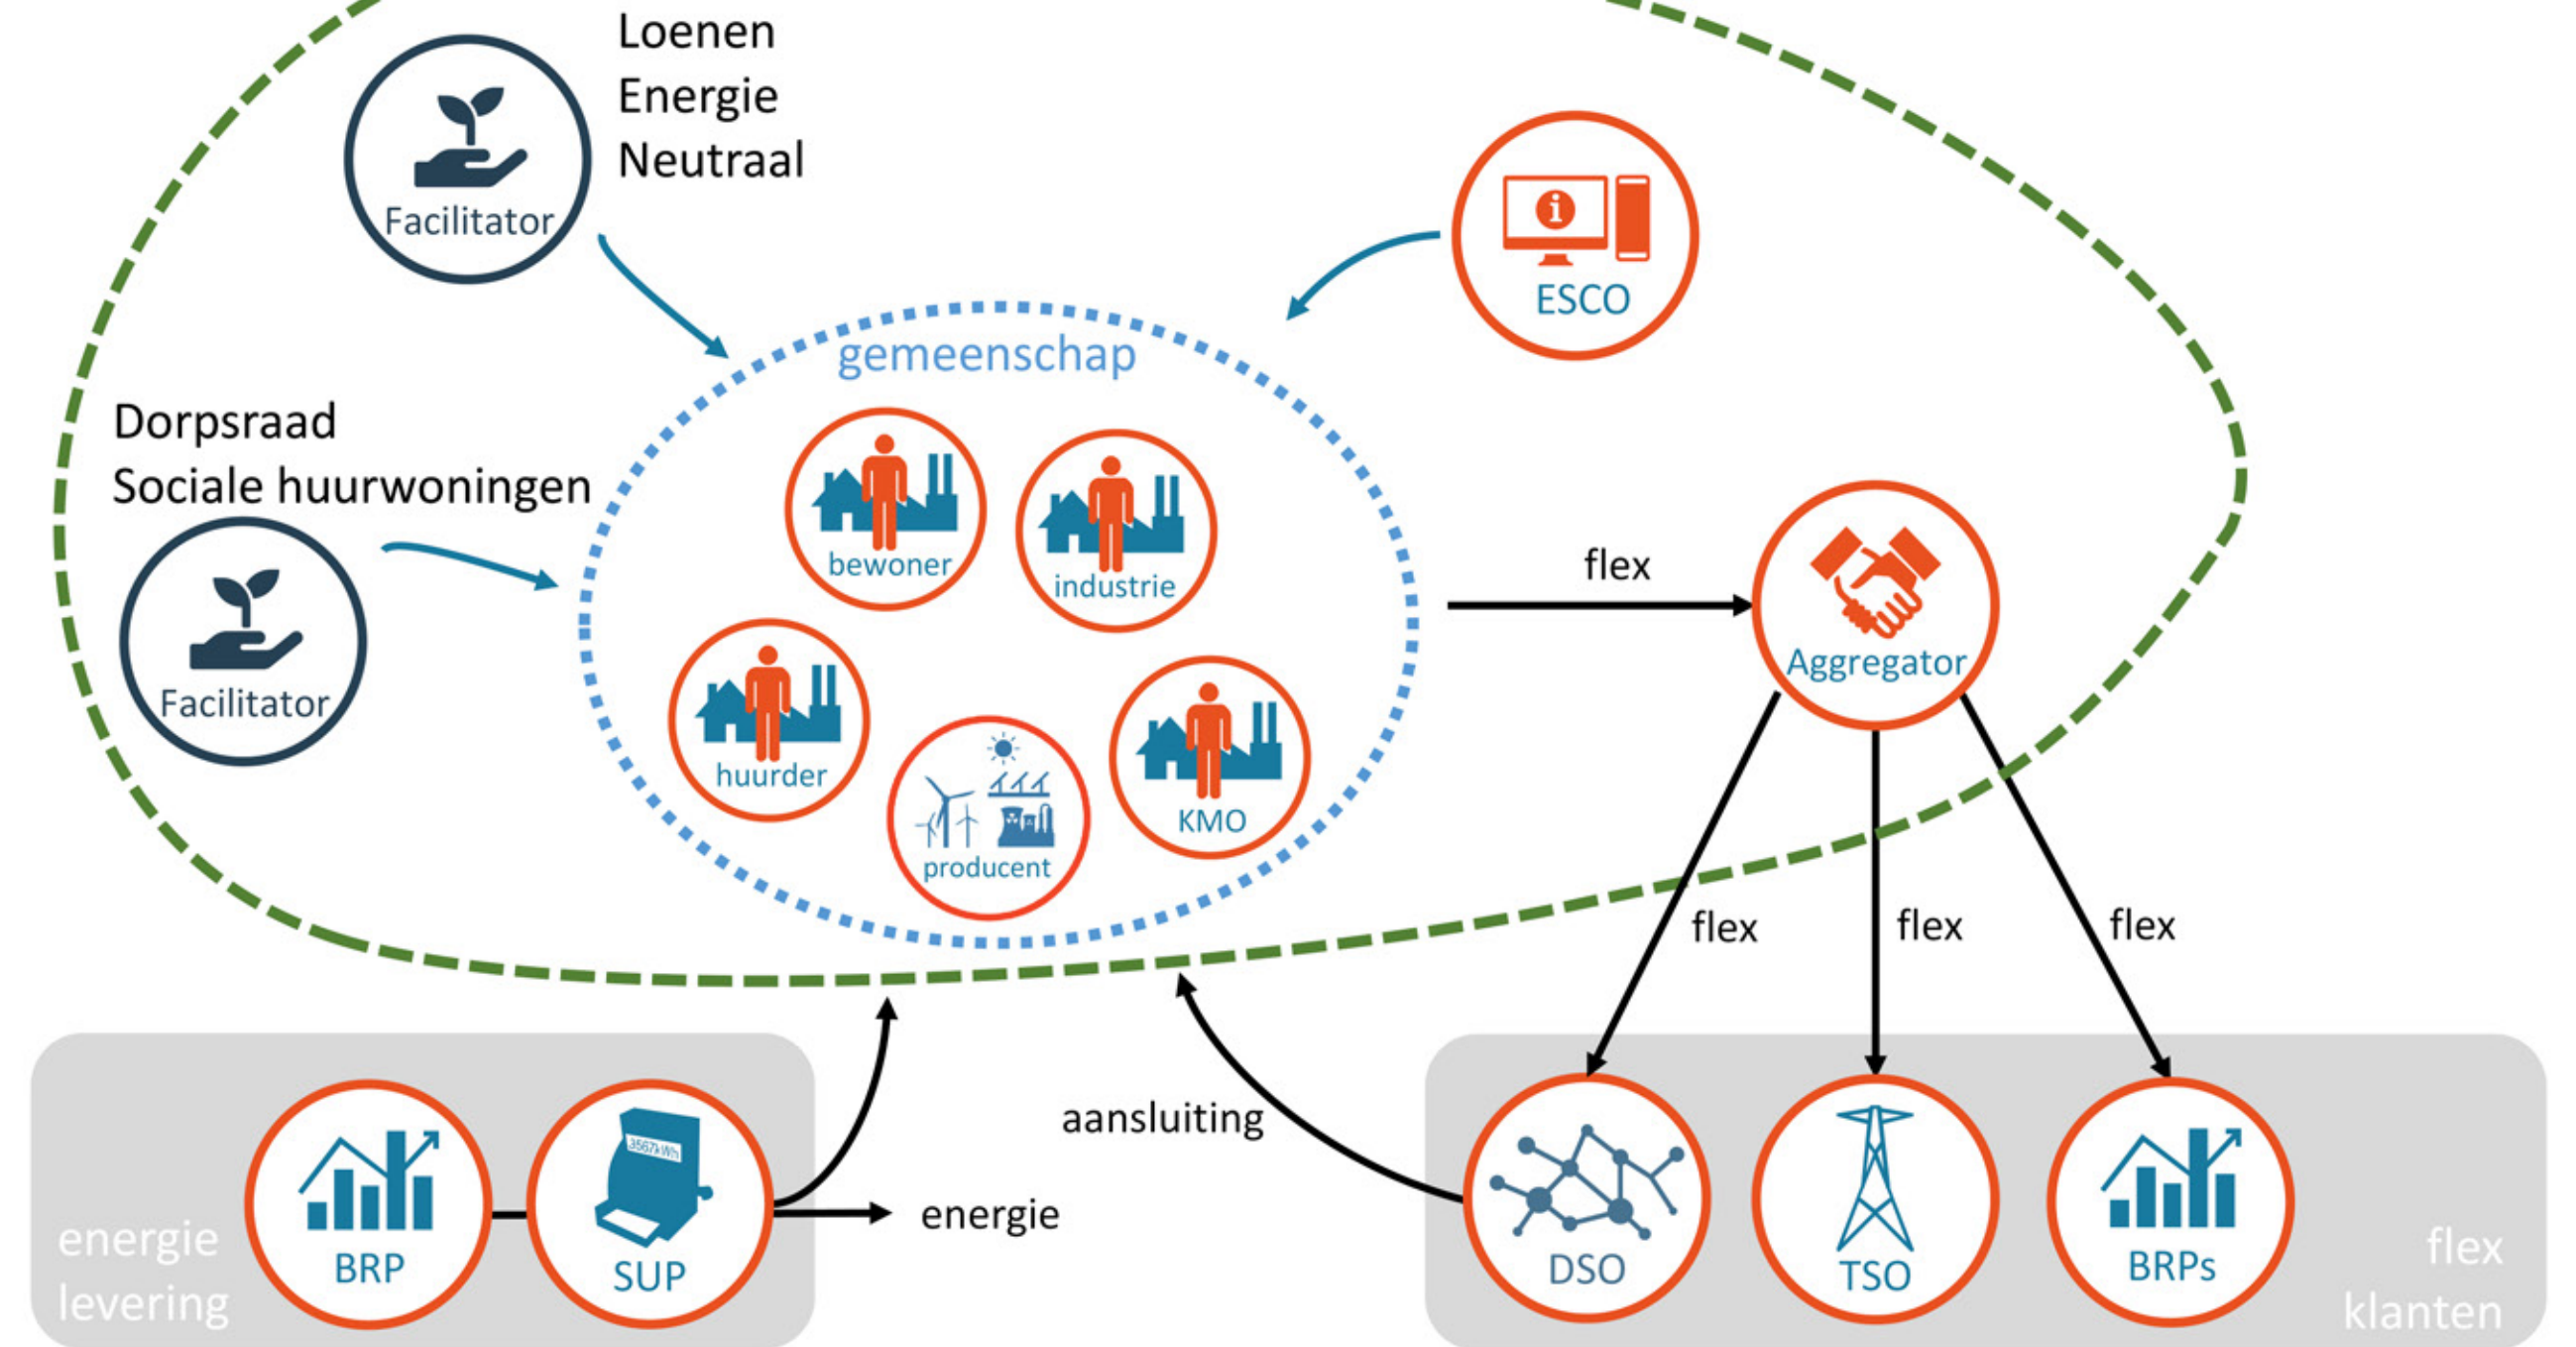 Loenen
Energie
Neutraal
Facilitator
ESCO
gemeenschap
Dorpsraad
Sociale huurwoningen
Facilitator
bewoner
industrie
huurder
producent
KMO
flex
Aggregator
flex
flex
flex
aansluiting
energie
levering
BRP
3567kWh
SUP
energie
DSO
TSO
BRPs
flex
klanten